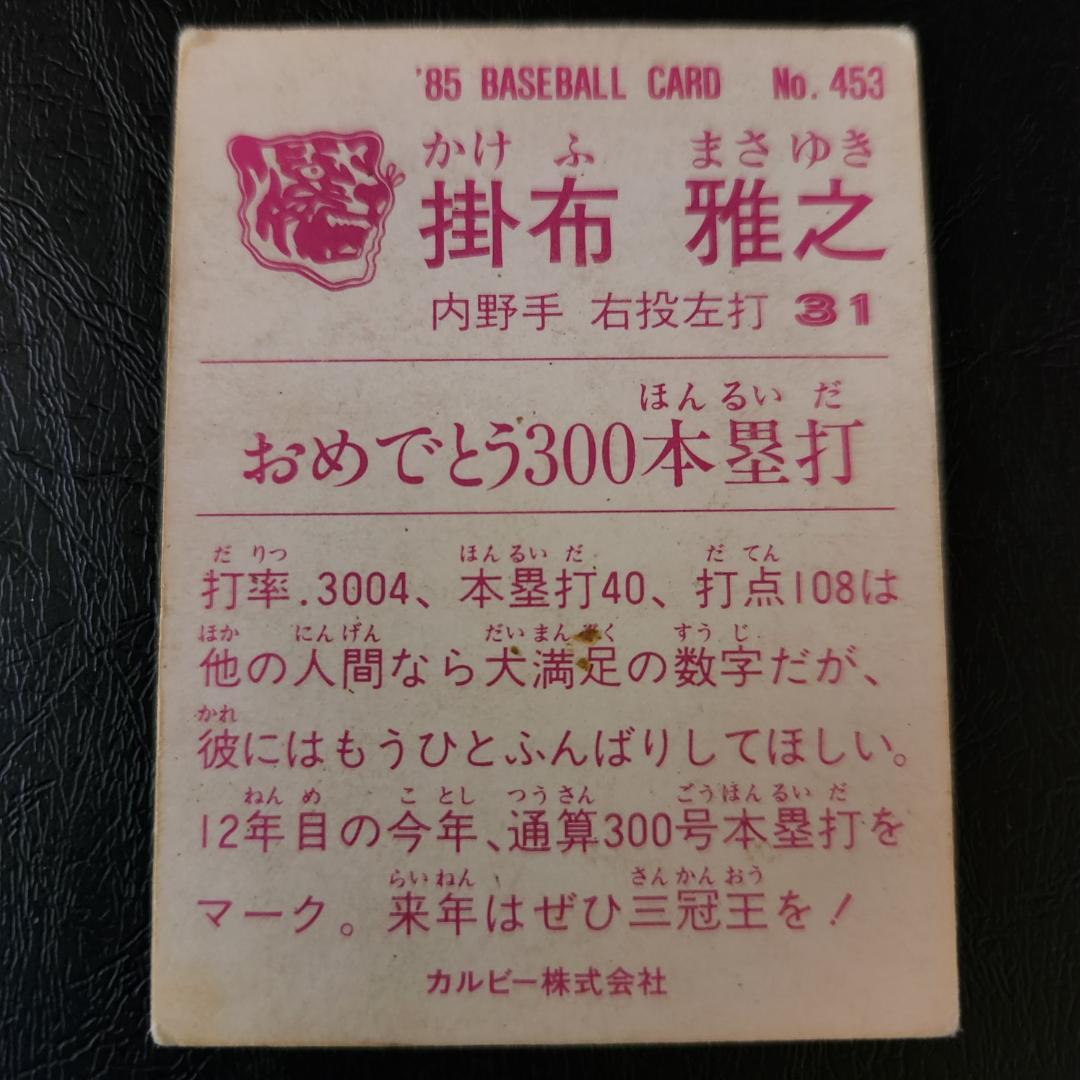 '85 BASEBALL CARD No. 453
かけ ふ まさ ゆき
掛布 雅之
内野手 右投左打 31
ほん るい だ
おめでとう300本塁打
だ りつ ほん るい だ だ てん
打率.3004、本塁打40、打点108は
ほか にん げん だい まん ぞく すう じ
他の人間なら大満足の数字だが、
かれ
彼にはもうひとふんばりしてほしい。
ねん め こ とし つう さん ごう ほん るい だ
12年目の今年、通算300号本塁打を
らい ねん さん かん おう
マーク。来年はぜひ三冠王を!
カルビー株式会社